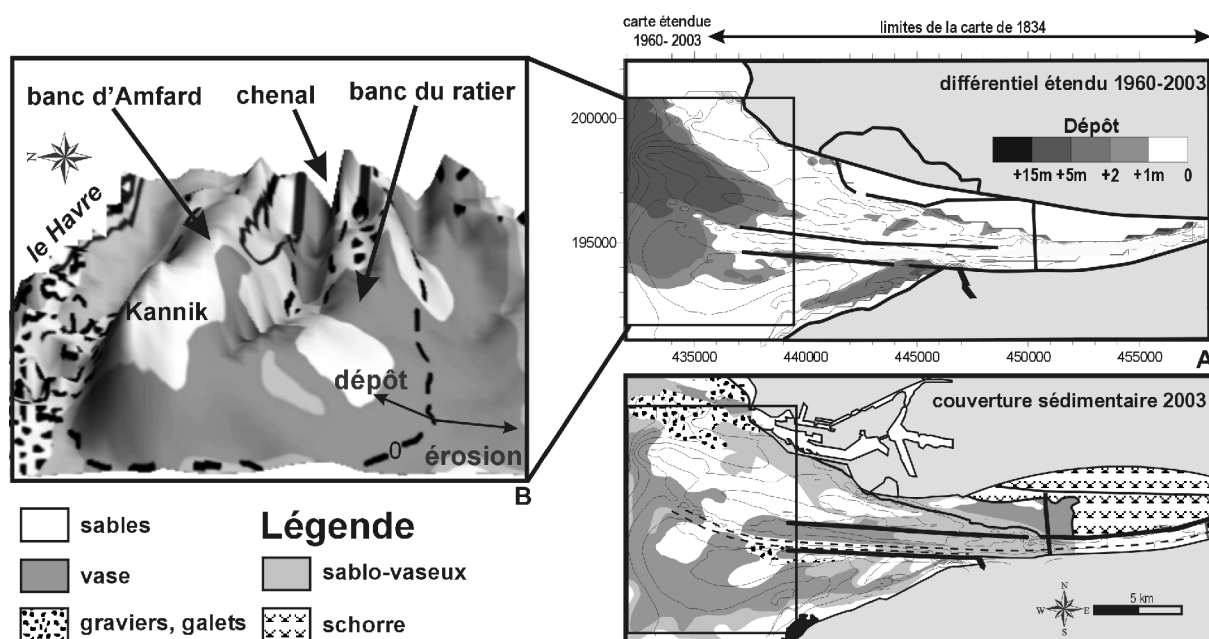 carte étendue
1960- 2003
limites de la carte de 1834
banc d'Amfard
chenal
banc du ratier
N
le Havre
Kannik
dépôt
0
érosion
B
différentiel étendu 1960-2003
Dépôt
+15m +5m +2 +1m 0
200000
195000
435000 440000 445000 450000 455000
A
couverture sédimentaire 2003
N
W E
S
5 km
Légende
sables
vase
graviers, galets
sablo-vaseux
schorre